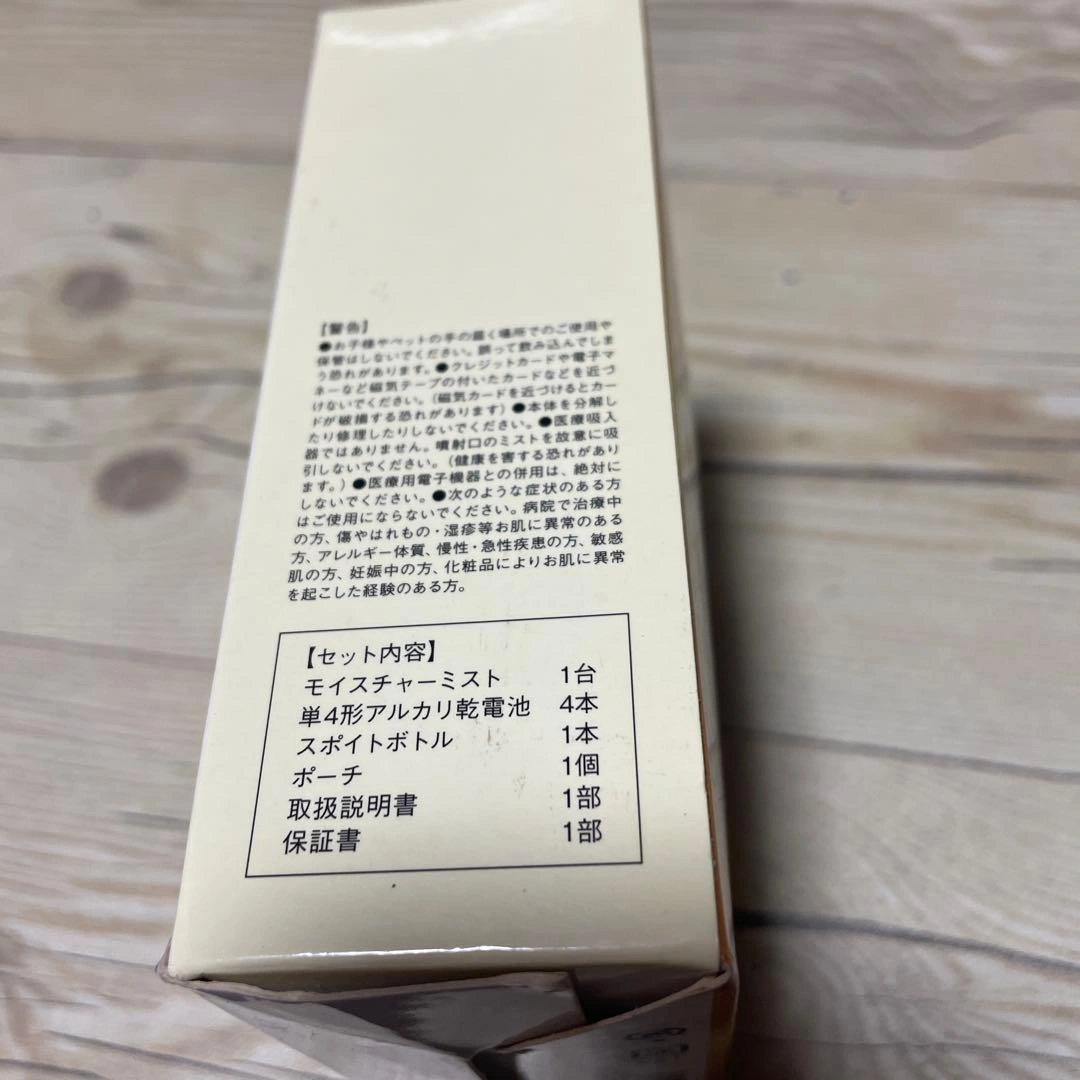 【警告】
●お子様やペットの手の届く場所でのご使用や
保管はしないでください。誤って飲み込んでしま
う恐れがあります。●クレジットカードや電子マ
ネーなど磁気テープの付いたカードなどを近づ
けないでください。（磁気カードを近づけるとカー
ドが破損する恐れがあります）●本体を分解し
たり修理したりしないでください。●医療吸入
器ではありません。噴射口のミストを故意に吸
引しないでください。（健康を害する恐れがあり
ます。）●医療用電子機器との併用は、絶対に
しないでください。●次のような症状のある方
はご使用にならないでください。病院で治療中
の方、傷やはれもの・湿疹等お肌に異常のある
方、アレルギー体質、慢性・急性疾患の方、敏感
肌の方、妊娠中の方、化粧品によりお肌に異常
を起こした経験のある方。
【セット内容】
モイスチャーミスト 1台
単4形アルカリ乾電池 4本
スポイトボトル 1本
ポーチ 1個
取扱説明書 1部
保証書 1部